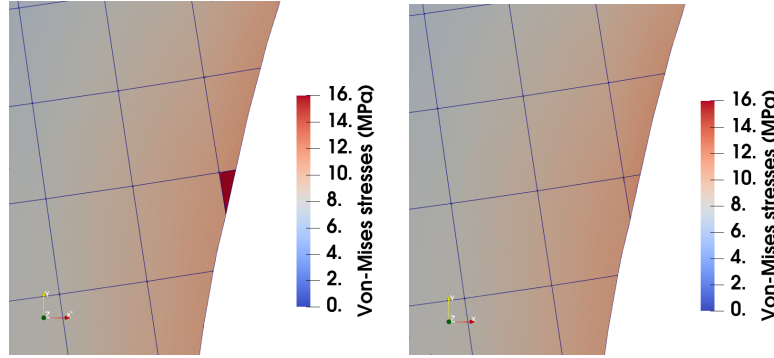 16.
14.
12.
10.
8.
6.
4.
2.
0.
Von-Mises stresses (MPa)
Y
Z
X
16.
14.
12.
10.
8.
6.
4.
2.
0.
Von-Mises stresses (MPa)
Y
Z
X